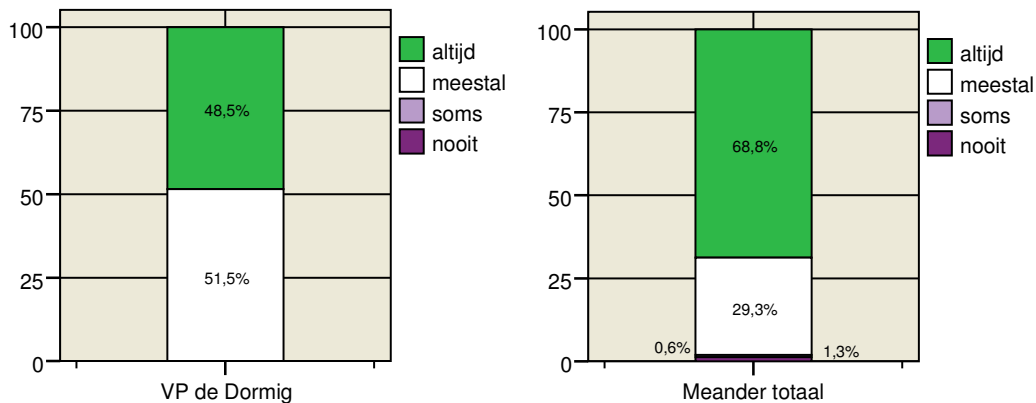 100
75
50
25
0
48,5%
51,5%
VP de Dormig
altijd
meestal
soms
nooit
100
75
50
25
0
68,8%
29,3%
0,6%
1,3%
Meander totaal
altijd
meestal
soms
nooit